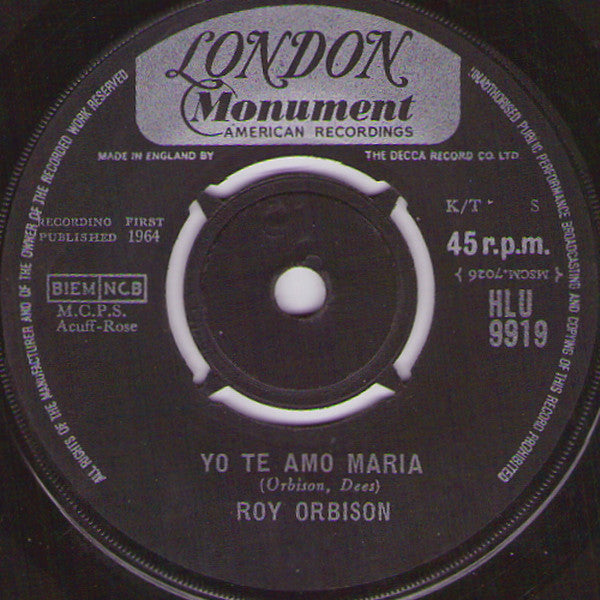 LONDON
Monument
AMERICAN RECORDINGS
MADE IN ENGLAND BY THE DECCA RECORD CO. LTD.
ALL RIGHTS OF THE MANUFACTURER AND OF THE OWNER OF THE RECORDED WORK RESERVED
UNAUTHORISED PUBLIC PERFORMANCE BROADCASTING AND COPYING OF THIS RECORD PROHIBITED
RECORDING FIRST
PUBLISHED 1964
BIEM NCB
M.C.P.S.
Acuff-Rose
K/T S
45 r.p.m.
(MSCM.7026)
HLU
9919
YO TE AMO MARIA
(Orbison, Dees)
ROY ORBISON